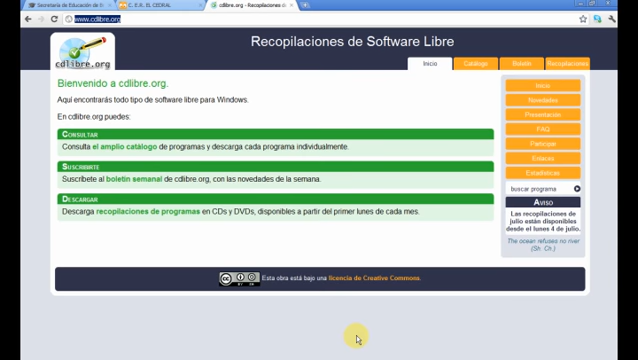 Secretaría de Educación de
C. E. R. EL CEDRAL
cdlibre.org - Recopilaciones de
www.cdlibre.org
cdlibre.org
Recopilaciones de Software Libre
Inicio
Catálogo
Boletín
Recopilaciones
Bienvenido a cdlibre.org.
Aquí encontrarás todo tipo de software libre para Windows.
En cdlibre.org puedes:
CONSULTAR
Consulta el amplio catálogo de programas y descarga cada programa individualmente.
SUSCRIBIRTE
Suscríbete al boletín semanal de cdlibre.org, con las novedades de la semana.
DESCARGAR
Descarga recopilaciones de programas en CDs y DVDs, disponibles a partir del primer lunes de cada mes.
Inicio
Novedades
Presentación
FAQ
Participar
Enlaces
Estadísticas
buscar programa
AVISO
Las recopilaciones de
julio están disponibles
desde el lunes 4 de julio.
The ocean refuses no river
(Sh. Ch.)
Esta obra está bajo una licencia de Creative Commons.